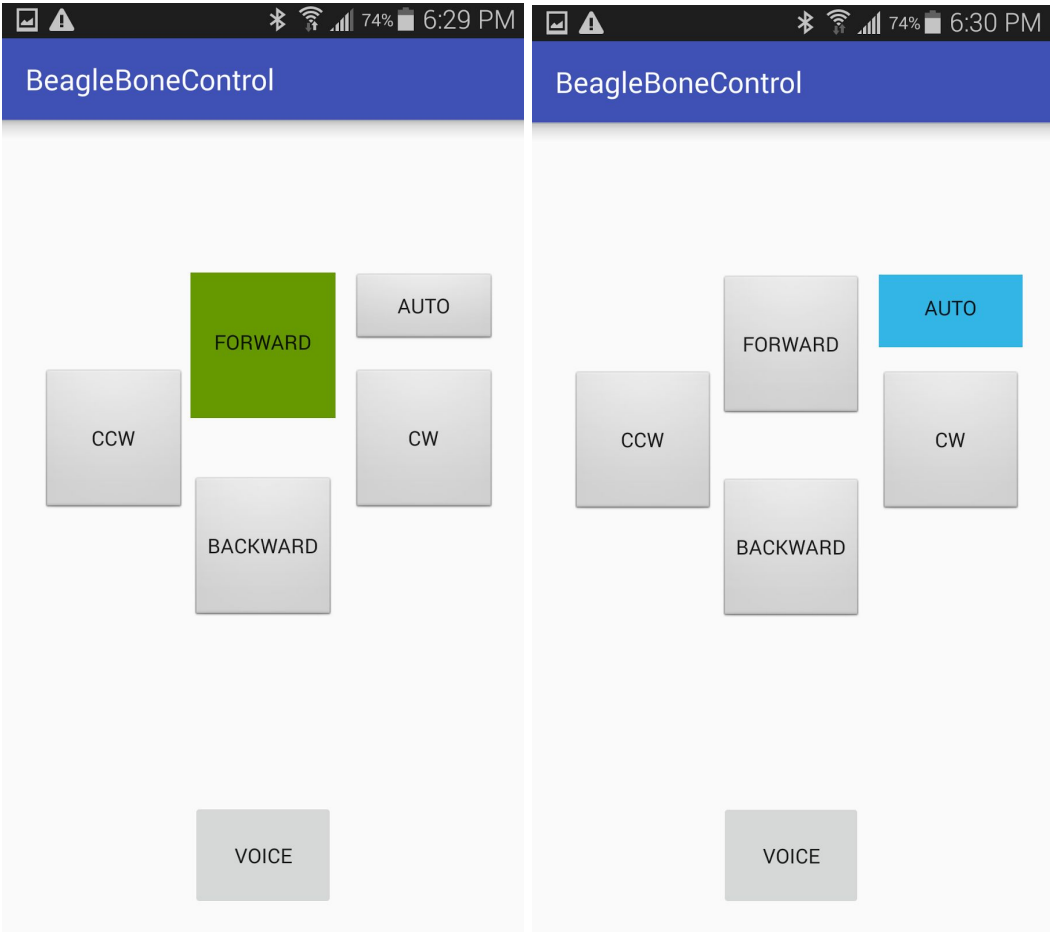 74% 6:29 PM
BeagleBoneControl
FORWARD
AUTO
CCW
CW
BACKWARD
VOICE
74% 6:30 PM
BeagleBoneControl
FORWARD
AUTO
CCW
CW
BACKWARD
VOICE